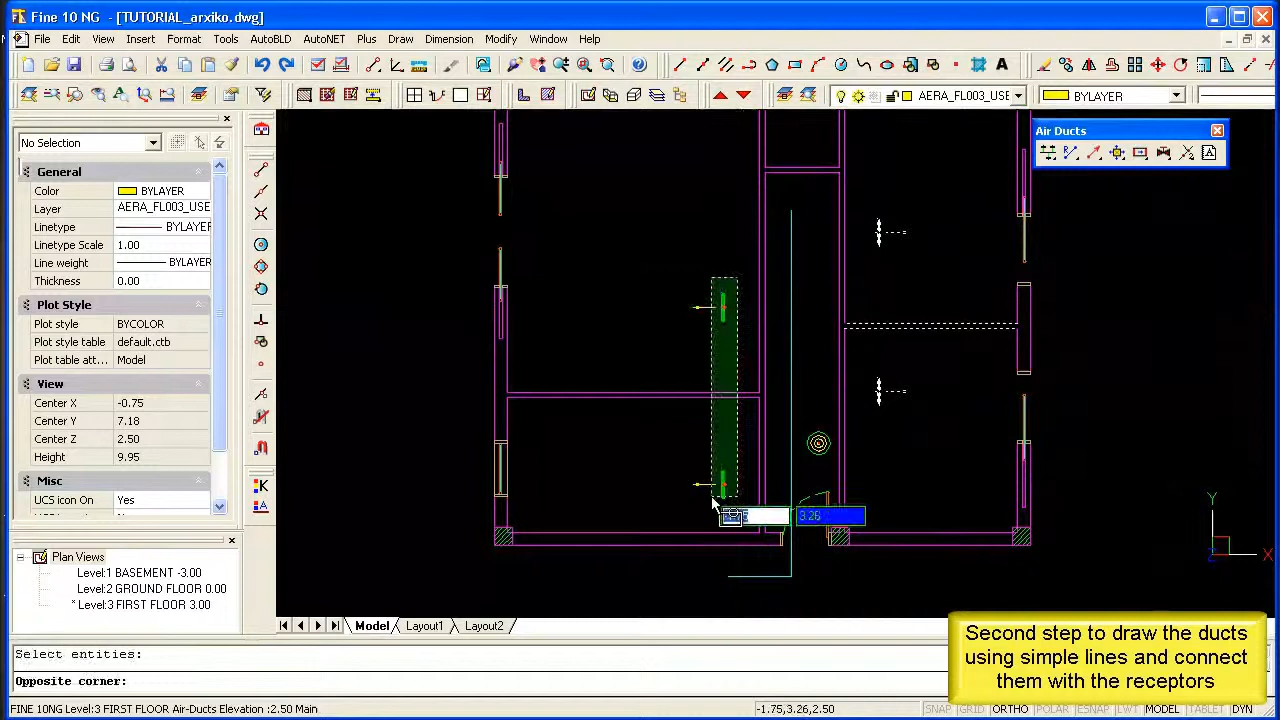 Fine 10 NG - [TUTORIAL_arxiko.dwg]
File Edit View Insert Format Tools AutoBLD AutoNET Plus Draw Dimension Modify Window Help
AERA_FL003_USE
BYLAYER
No Selection
Air Ducts
General
Color BYLAYER
Layer AERA_FL003_USE
Linetype BYLAYER
Linetype Scale 1.00
Line weight BYLAYER
Thickness 0.00
Plot Style
Plot style BYCOLOR
Plot style table default.ctb
Plot table att... Model
View
Center X -0.75
Center Y 7.18
Center Z 2.50
Height 9.95
Misc
UCS icon On Yes
3.26
Y
X
Z
Plan Views
Level:1 BASEMENT -3.00
Level:2 GROUND FLOOR 0.00
* Level:3 FIRST FLOOR 3.00
Model Layout1 Layout2
Select entities:
Opposite corner:
Second step to draw the ducts
using simple lines and connect
them with the receptors
FINE 10NG Level:3 FIRST FLOOR Air-Ducts Elevation :2.50 Main -1.75,3.26,2.50 SNAP GRID ORTHO POLAR ESNAP LWT MODEL TABLET DYN